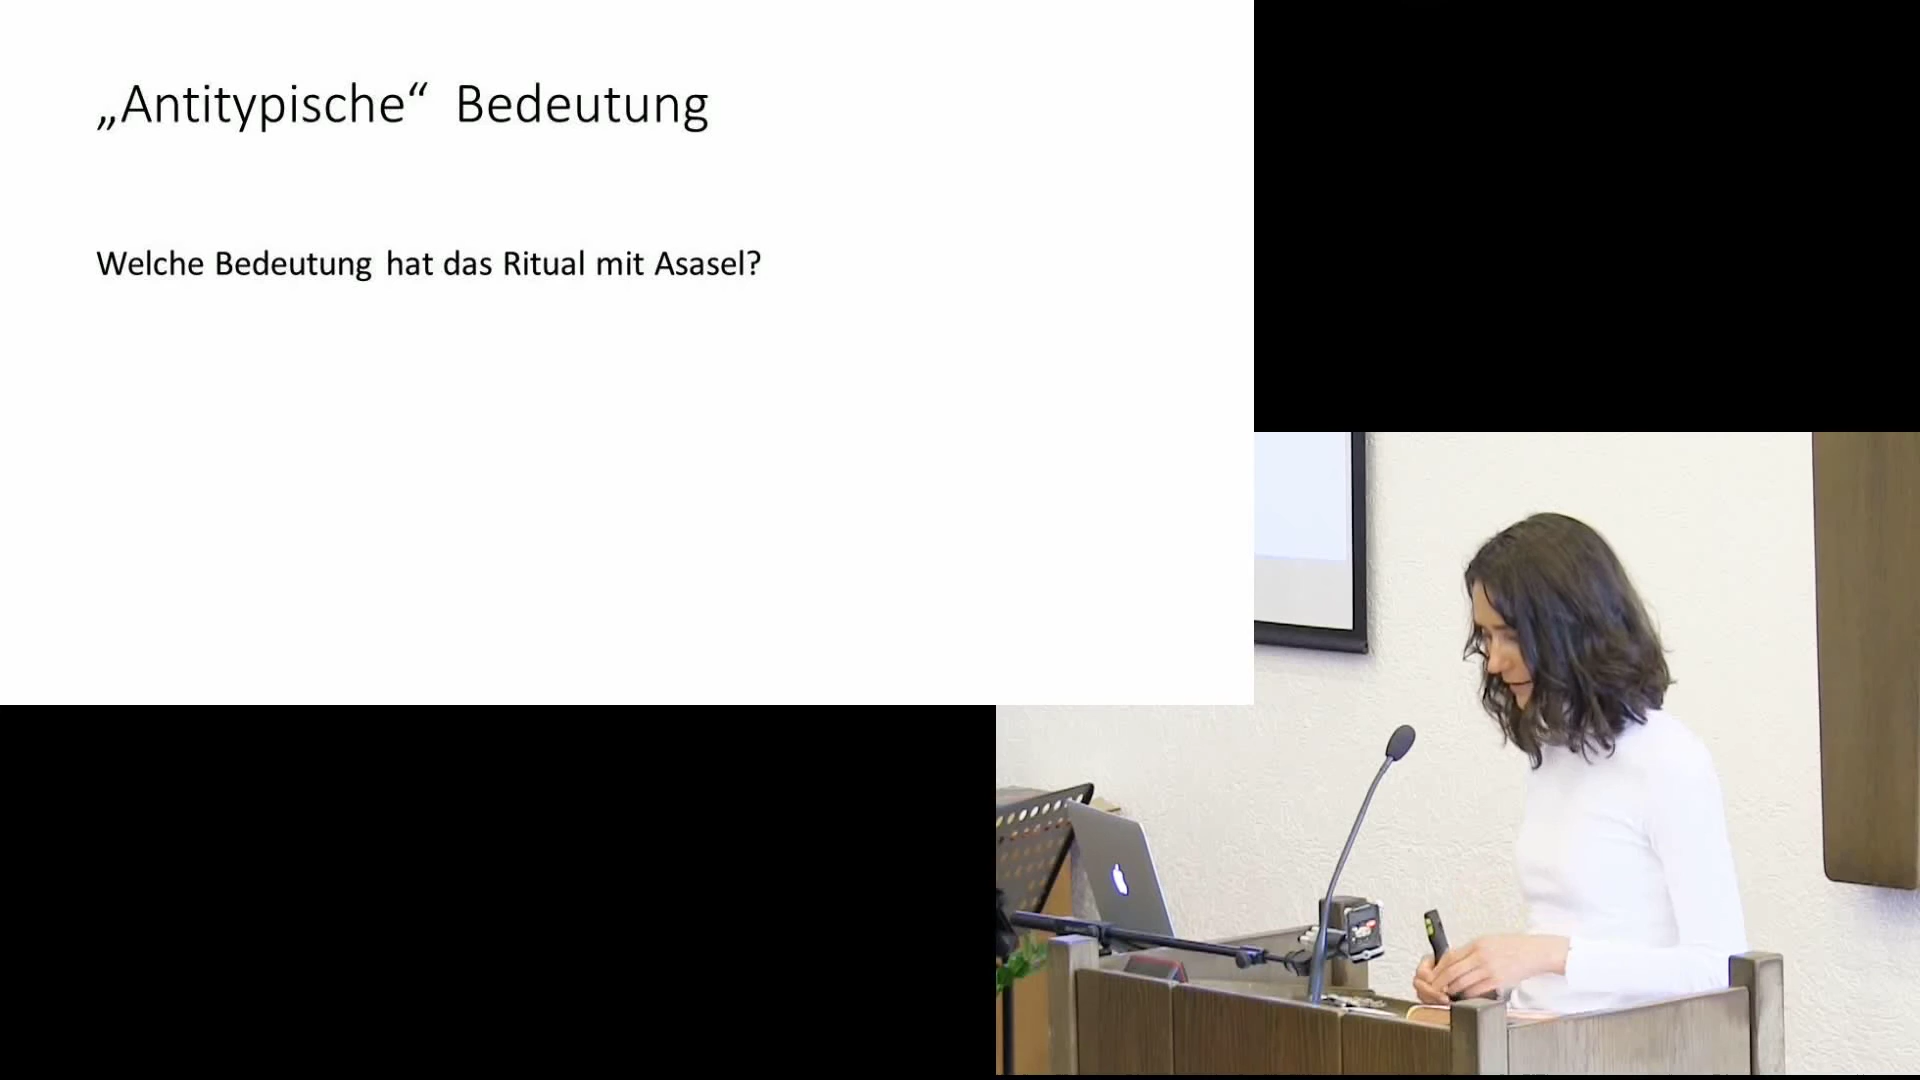 „Antitypische“ Bedeutung
Welche Bedeutung hat das Ritual mit Asasel?